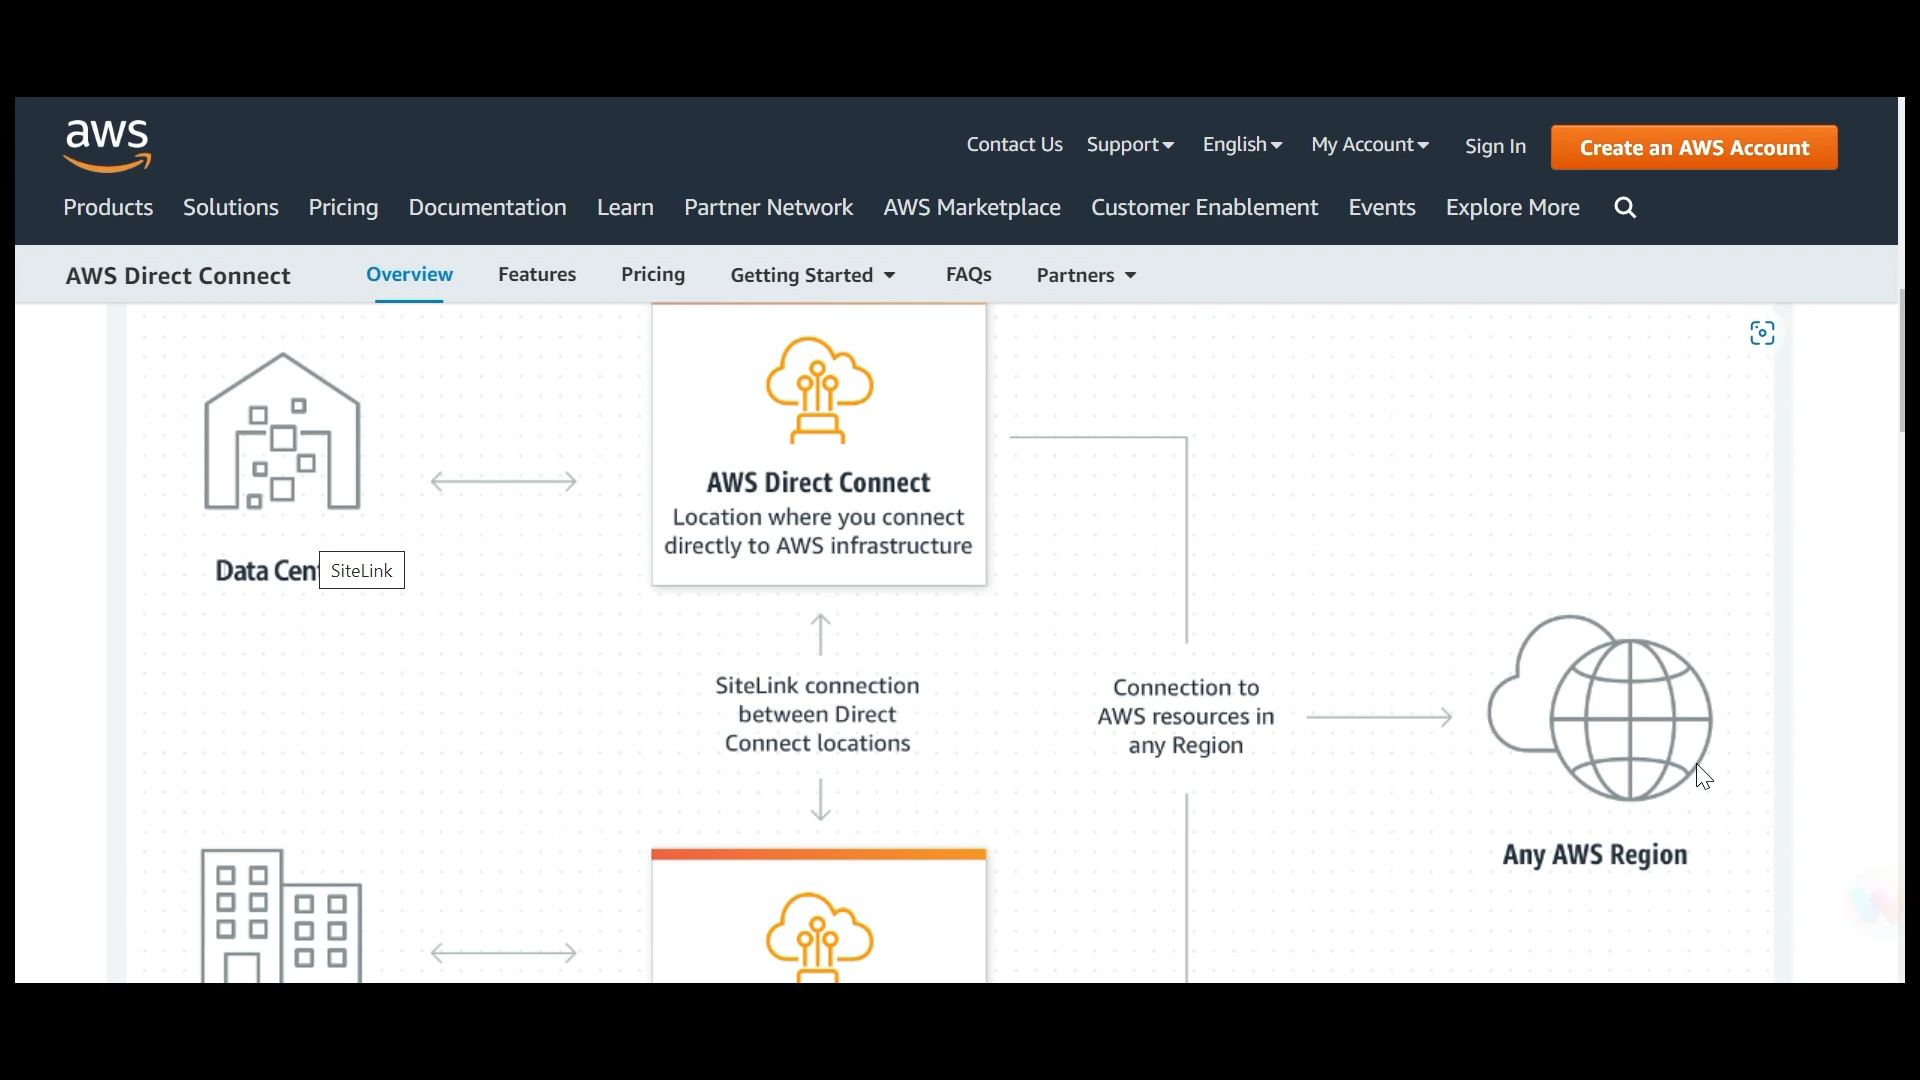 aws
Contact Us Support English My Account Sign In Create an AWS Account
Products Solutions Pricing Documentation Learn Partner Network AWS Marketplace Customer Enablement Events Explore More
AWS Direct Connect Overview Features Pricing Getting Started FAQs Partners
AWS Direct Connect
Location where you connect
directly to AWS infrastructure
Data Cen
SiteLink
SiteLink connection
between Direct
Connect locations
Connection to
AWS resources in
any Region
Any AWS Region